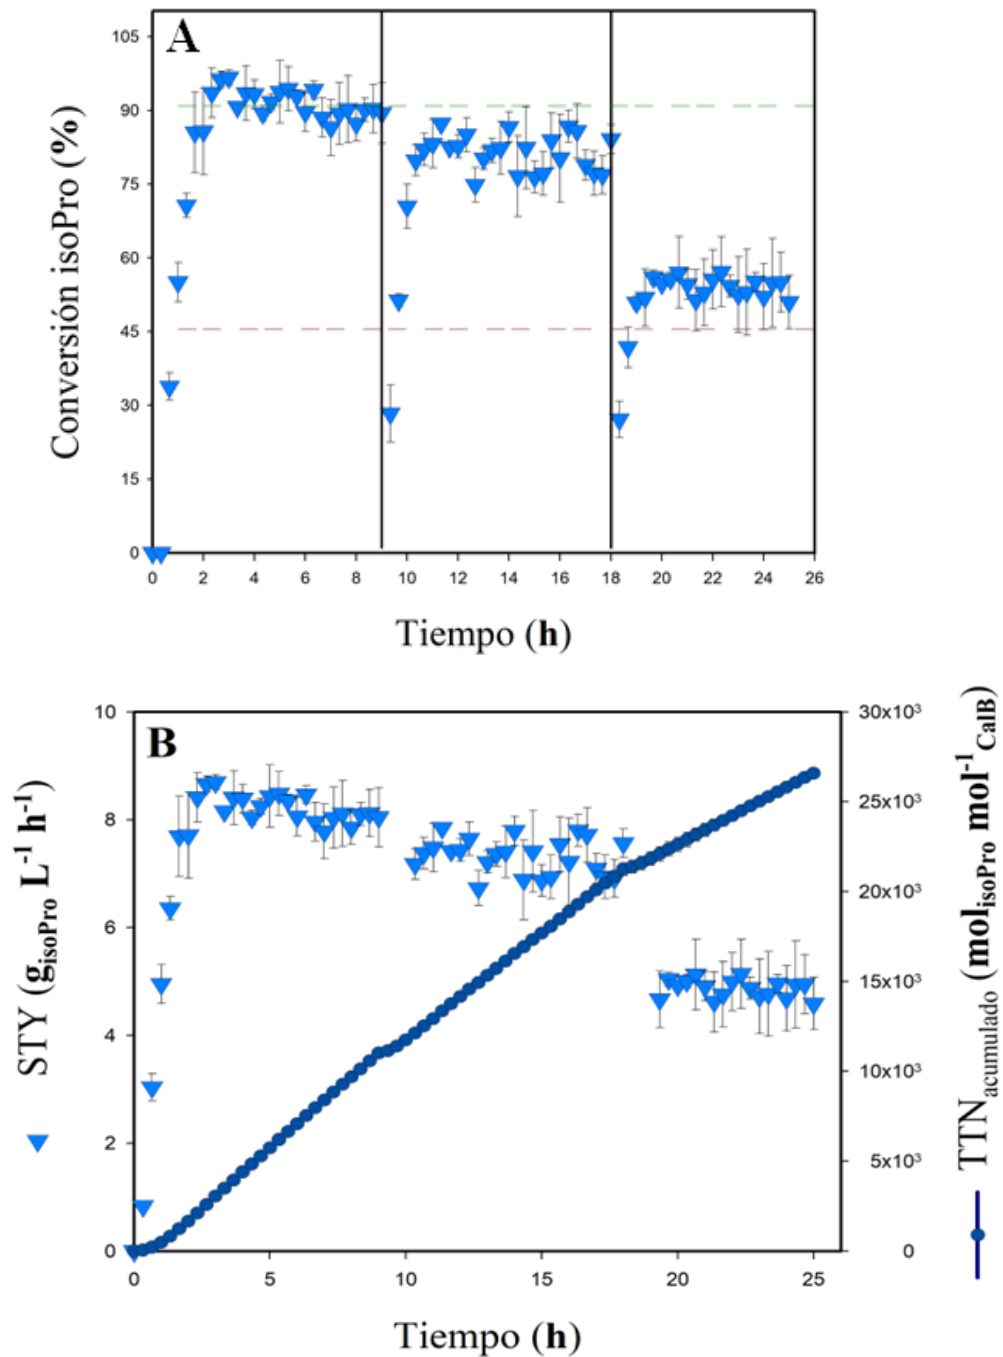 A
Conversión isoPro (%)
105
90
75
60
45
30
15
0
0 2 4 6 8 10 12 14 16 18 20 22 24 26
Tiempo (h)
B
STY (gisoPro L-1 h-1)
10
8
6
4
2
0
30x10³
25x10³
20x10³
15x10³
10x10³
5x10³
0
TTNacumulado (molisoPro mol-1CalB)
0 5 10 15 20 25
Tiempo (h)